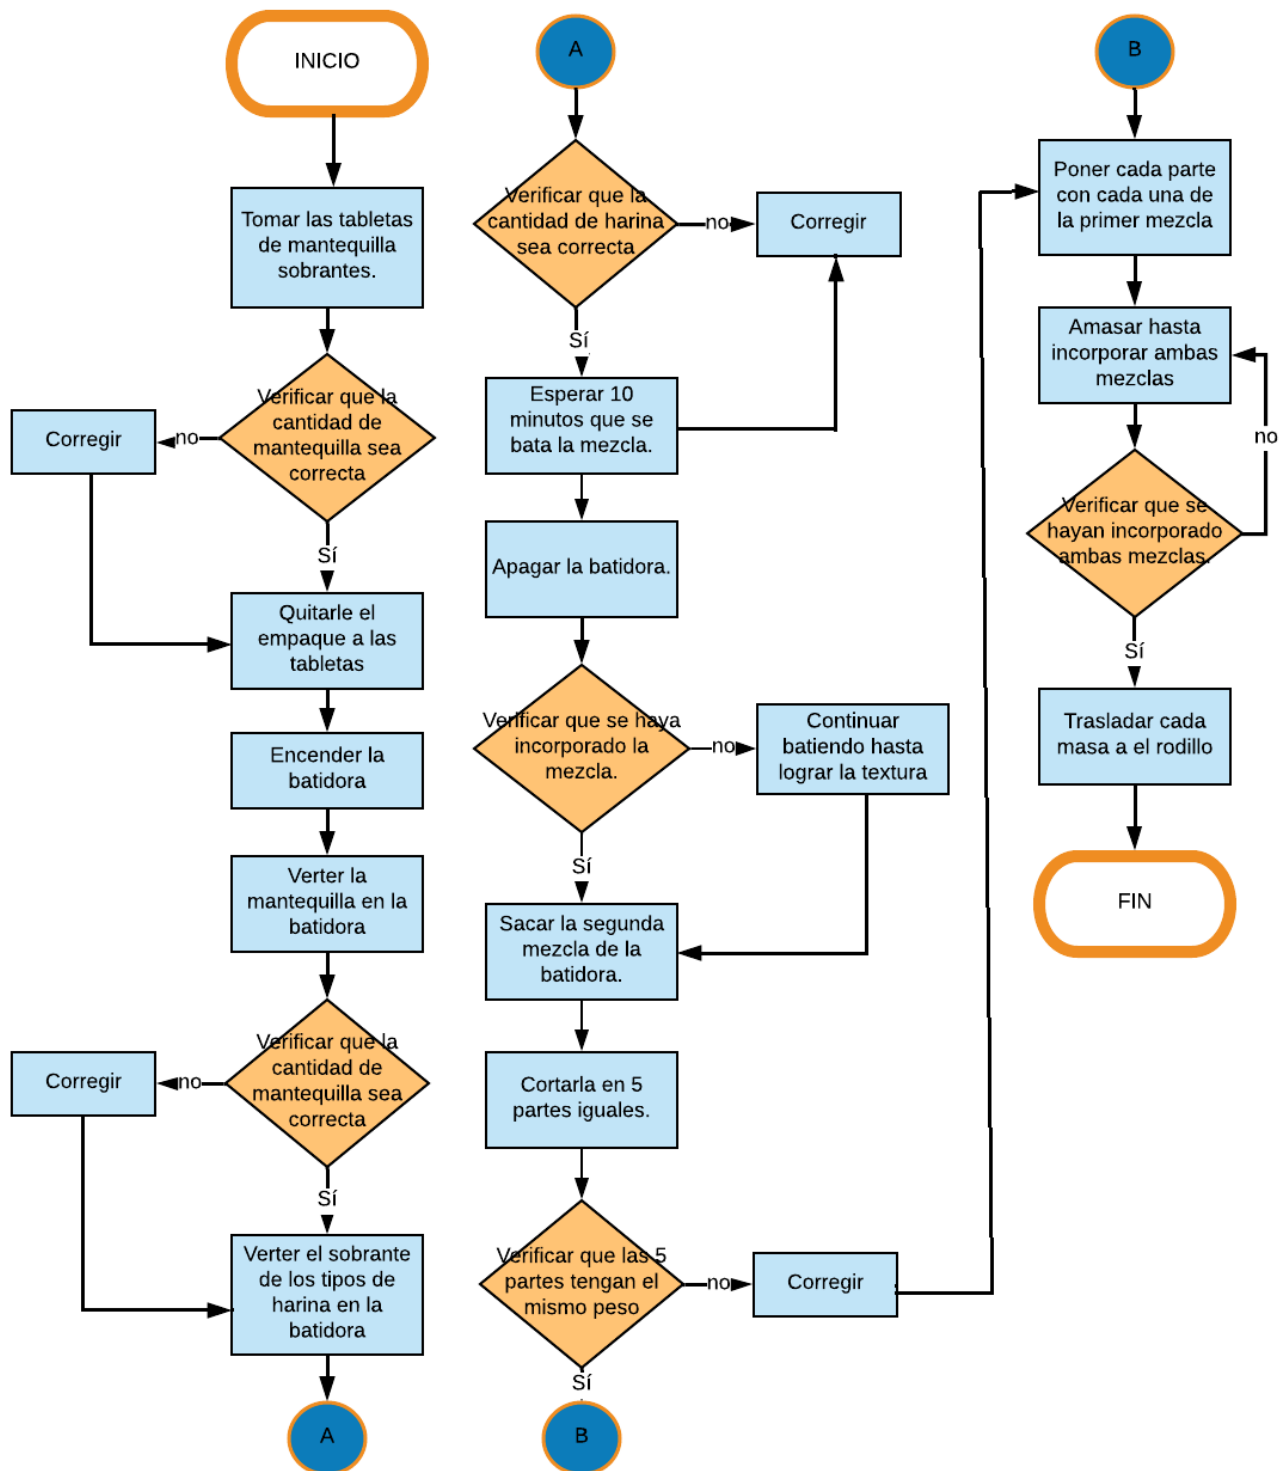 INICIO
Tomar las tabletas
de mantequilla
sobrantes.
Verificar que la
cantidad de
mantequilla sea
correcta
no
Corregir
Sí
Quitarle el
empaque a las
tabletas
Encender la
batidora
Verter la
mantequilla en la
batidora
Verificar que la
cantidad de
mantequilla sea
correcta
no
Corregir
Sí
Verter el sobrante
de los tipos de
harina en la
batidora
A
A
Verificar que la
cantidad de harina
sea correcta
no
Corregir
Sí
Esperar 10
minutos que se
bata la mezcla.
Apagar la batidora.
Verificar que se haya
incorporado la
mezcla.
no
Continuar
batiendo hasta
lograr la textura
Sí
Sacar la segunda
mezcla de la
batidora.
Cortarla en 5
partes iguales.
Verificar que las 5
partes tengan el
mismo peso
no
Corregir
Sí
B
B
Poner cada parte
con cada una de
la primer mezcla
Amasar hasta
incorporar ambas
mezclas
no
Verificar que se
hayan incorporado
ambas mezclas.
Sí
Trasladar cada
masa a el rodillo
FIN